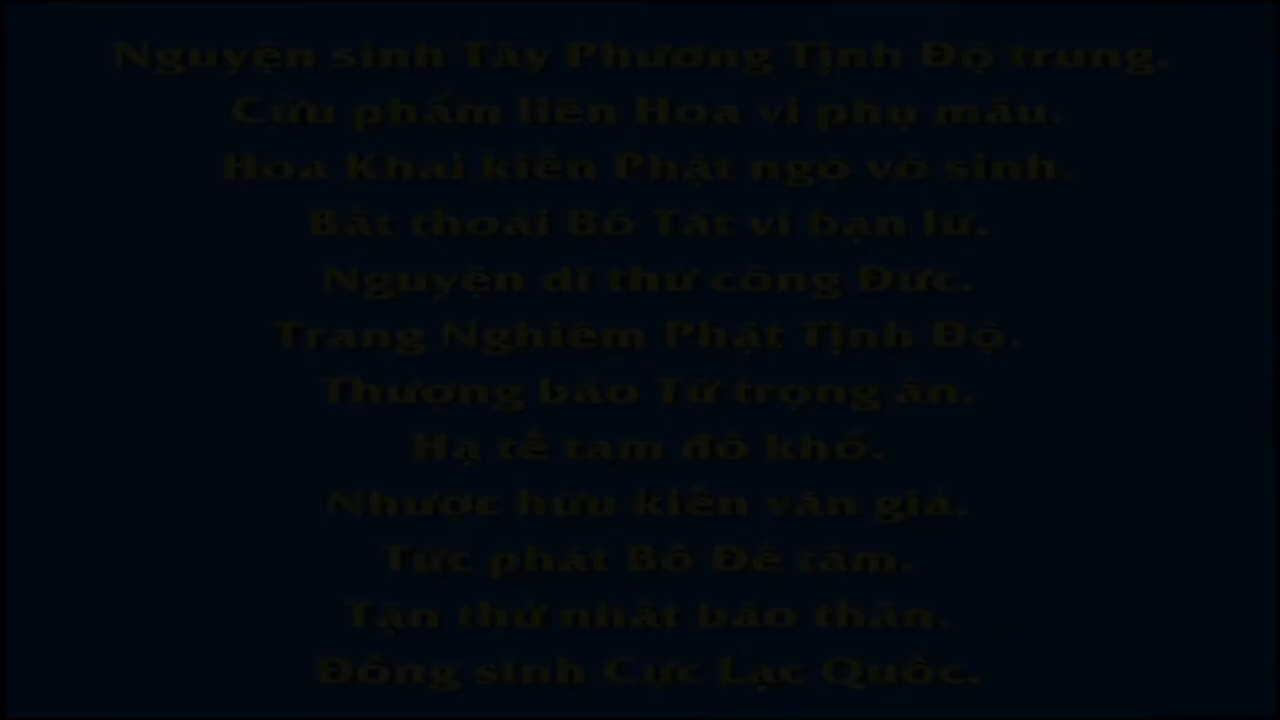 Nguyện sinh Tây Phương Tịnh Độ trung.
Cửu phẩm liên Hoa vi phụ mẫu.
Hoa Khai kiến Phật ngộ vô sinh.
Bất thoái Bồ Tát vi bạn lữ.
Nguyện dĩ thử công Đức.
Trang Nghiêm Phật Tịnh Độ.
Thượng báo Tứ trọng ân.
Hạ tế tam đồ khổ.
Nhược hữu kiến văn giả.
Tức phát Bồ Đề tâm.
Tận thử nhất báo thân.
Đồng sinh Cực Lạc Quốc.